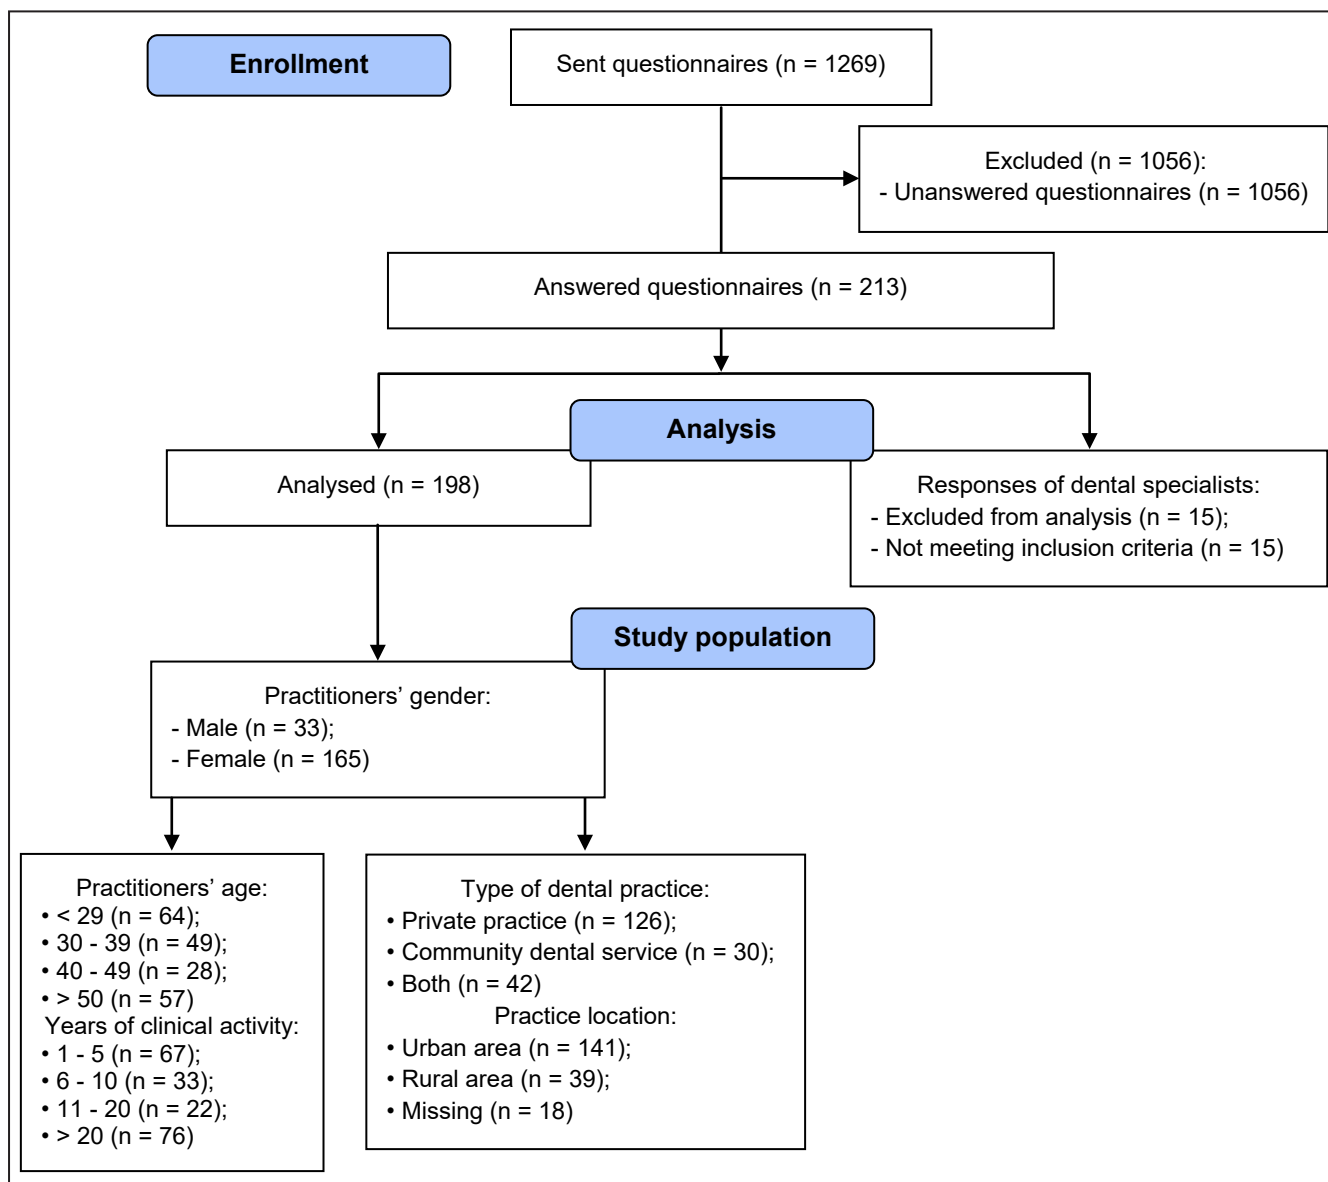 Enrollment
Sent questionnaires (n = 1269)
Excluded (n = 1056):
- Unanswered questionnaires (n = 1056)
Answered questionnaires (n = 213)
Analysis
Analysed (n = 198)
Responses of dental specialists:
- Excluded from analysis (n = 15);
- Not meeting inclusion criteria (n = 15)
Study population
Practitioners’ gender:
- Male (n = 33);
- Female (n = 165)
Practitioners’ age:
• < 29 (n = 64);
• 30 - 39 (n = 49);
• 40 - 49 (n = 28);
• > 50 (n = 57)
Years of clinical activity:
• 1 - 5 (n = 67);
• 6 - 10 (n = 33);
• 11 - 20 (n = 22);
• > 20 (n = 76)
Type of dental practice:
• Private practice (n = 126);
• Community dental service (n = 30);
• Both (n = 42)
Practice location:
• Urban area (n = 141);
• Rural area (n = 39);
• Missing (n = 18)